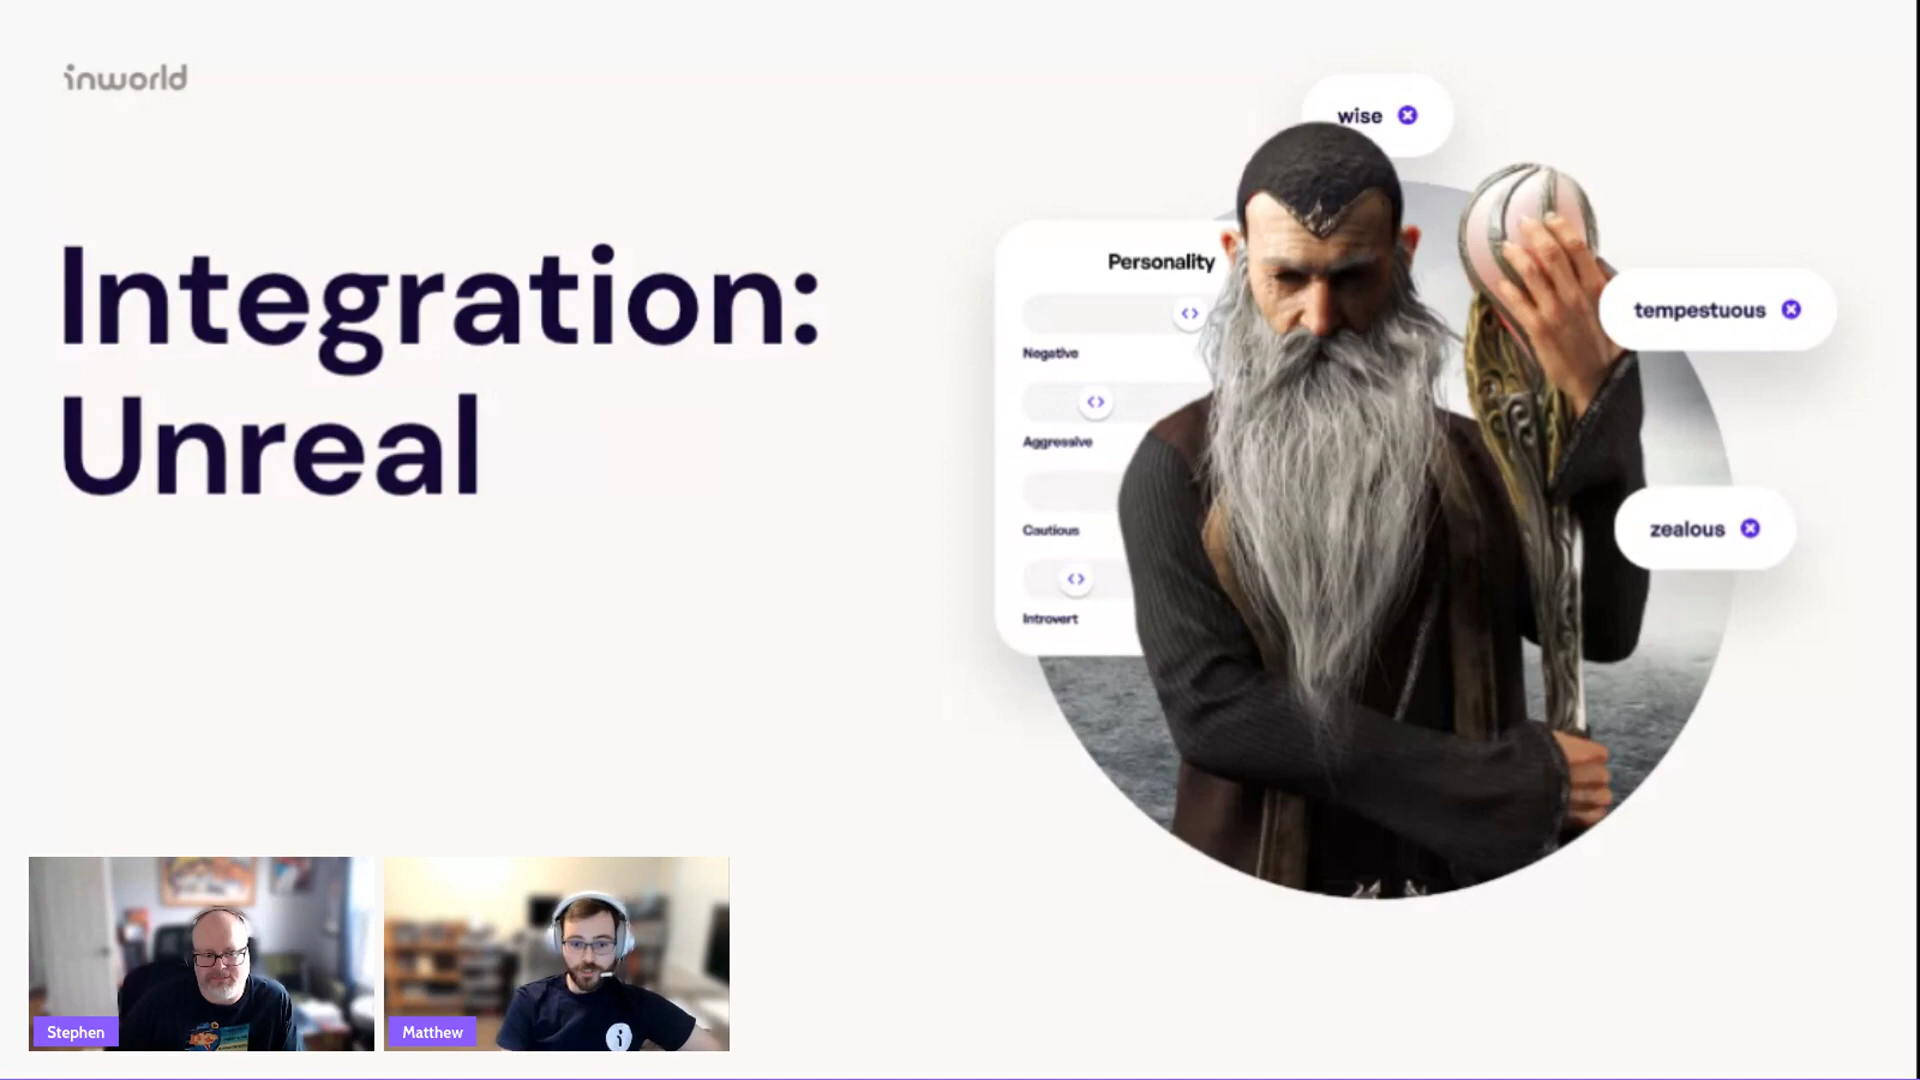 inworld
Integration:
Unreal
wise
Personality
Negative
Aggressive
Cautious
Introvert
tempestuous
zealous
Stephen
Matthew